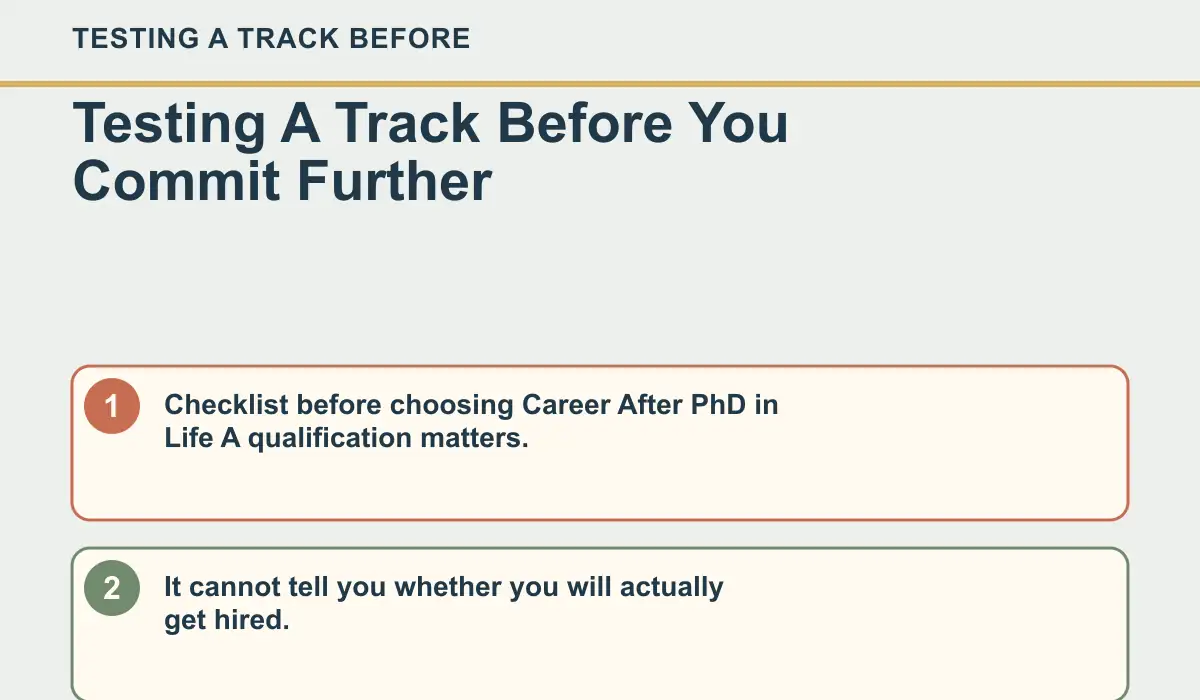 TESTING A TRACK BEFORE
Testing A Track Before You
Commit Further
1
Checklist before choosing Career After PhD in
Life A qualification matters.
2
It cannot tell you whether you will actually
get hired.